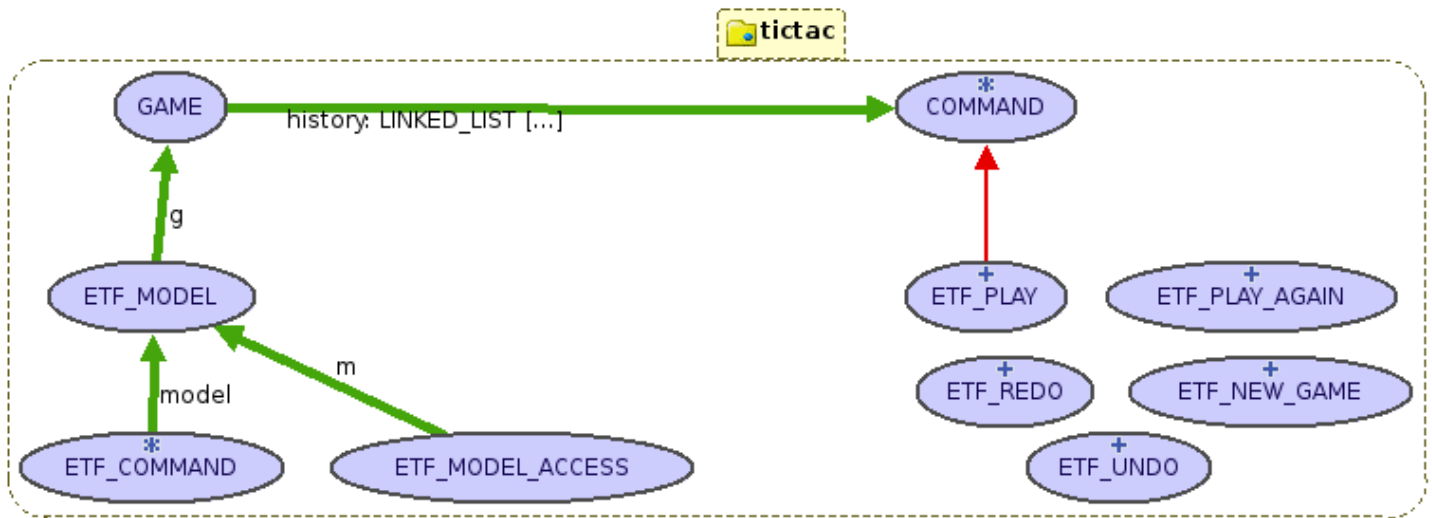 tictac
GAME
*
COMMAND
history: LINKED_LIST [...]
g
ETF_MODEL
+
ETF_PLAY
+
ETF_PLAY_AGAIN
m
model
+
ETF_REDO
+
ETF_NEW_GAME
*
ETF_COMMAND
ETF_MODEL_ACCESS
+
ETF_UNDO